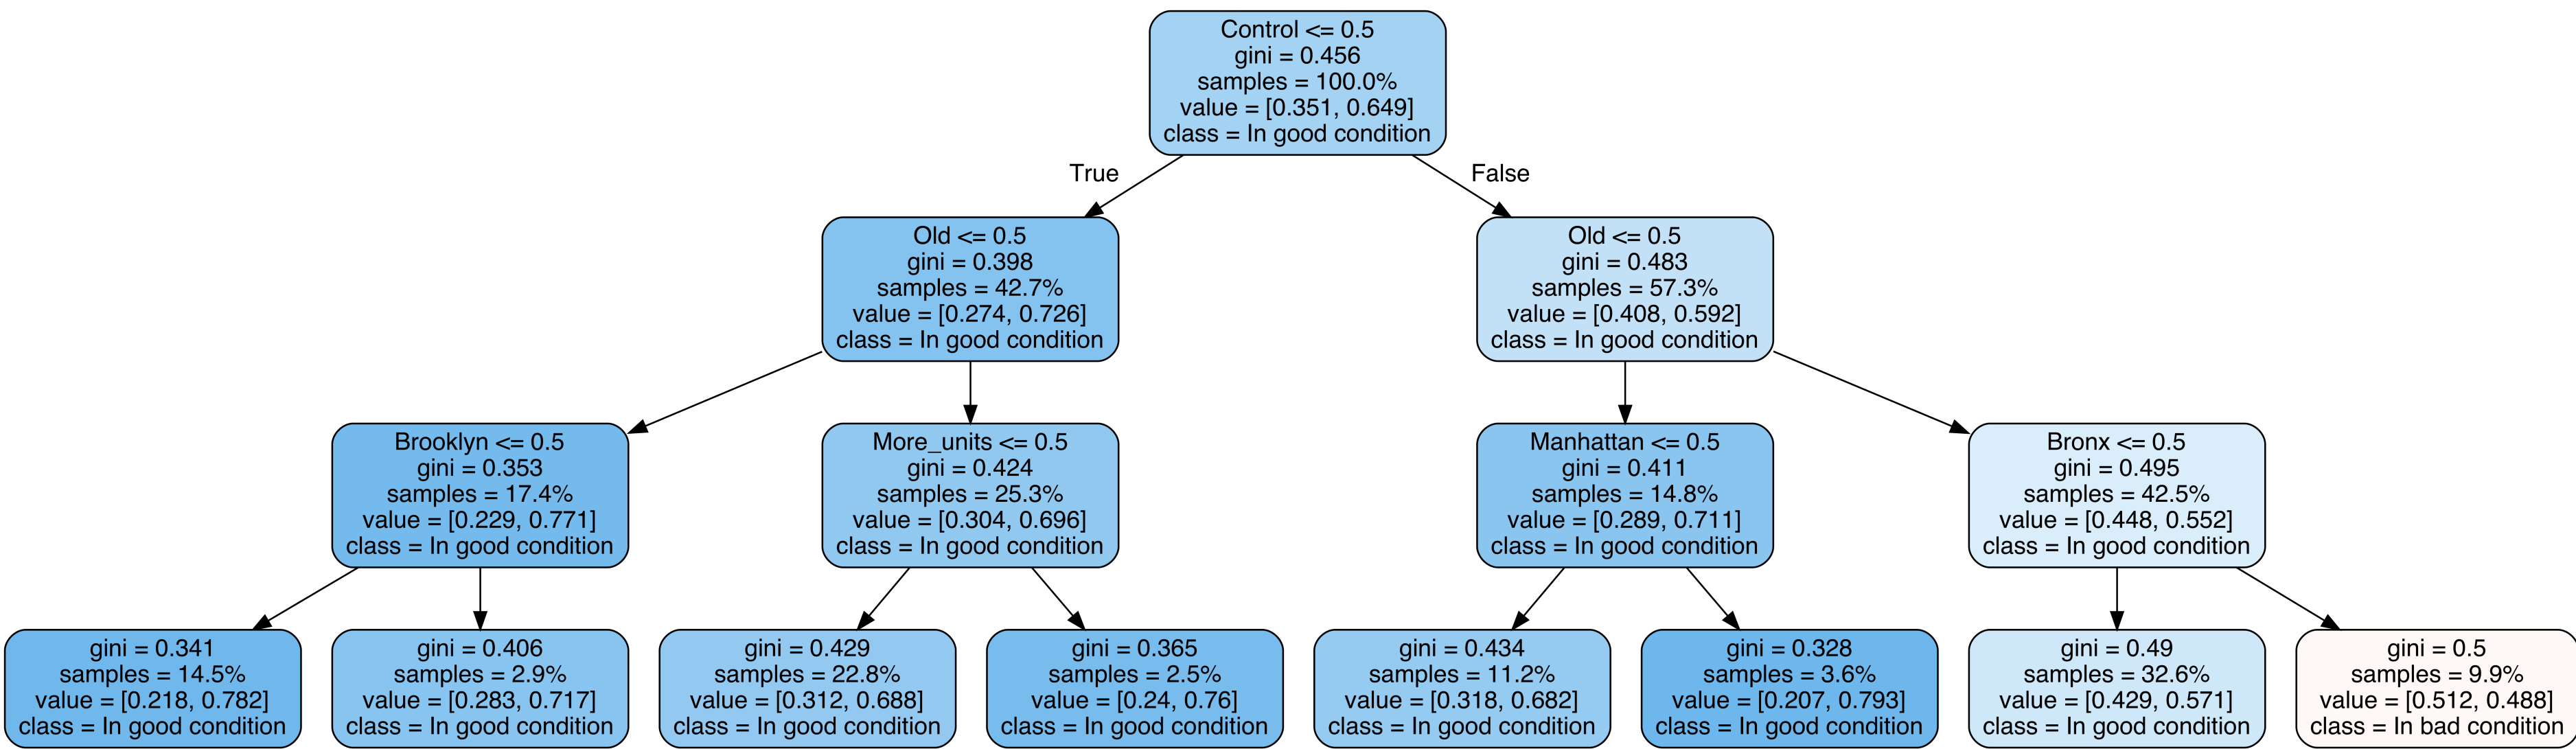 Control <= 0.5
gini = 0.456
samples = 100.0%
value = [0.351, 0.649]
class = In good condition
True
False
Old <= 0.5
gini = 0.398
samples = 42.7%
value = [0.274, 0.726]
class = In good condition
Old <= 0.5
gini = 0.483
samples = 57.3%
value = [0.408, 0.592]
class = In good condition
Brooklyn <= 0.5
gini = 0.353
samples = 17.4%
value = [0.229, 0.771]
class = In good condition
More_units <= 0.5
gini = 0.424
samples = 25.3%
value = [0.304, 0.696]
class = In good condition
Manhattan <= 0.5
gini = 0.411
samples = 14.8%
value = [0.289, 0.711]
class = In good condition
Bronx <= 0.5
gini = 0.495
samples = 42.5%
value = [0.448, 0.552]
class = In good condition
gini = 0.341
samples = 14.5%
value = [0.218, 0.782]
class = In good condition
gini = 0.406
samples = 2.9%
value = [0.283, 0.717]
class = In good condition
gini = 0.429
samples = 22.8%
value = [0.312, 0.688]
class = In good condition
gini = 0.365
samples = 2.5%
value = [0.24, 0.76]
class = In good condition
gini = 0.434
samples = 11.2%
value = [0.318, 0.682]
class = In good condition
gini = 0.328
samples = 3.6%
value = [0.207, 0.793]
class = In good condition
gini = 0.49
samples = 32.6%
value = [0.429, 0.571]
class = In good condition
gini = 0.5
samples = 9.9%
value = [0.512, 0.488]
class = In bad condition